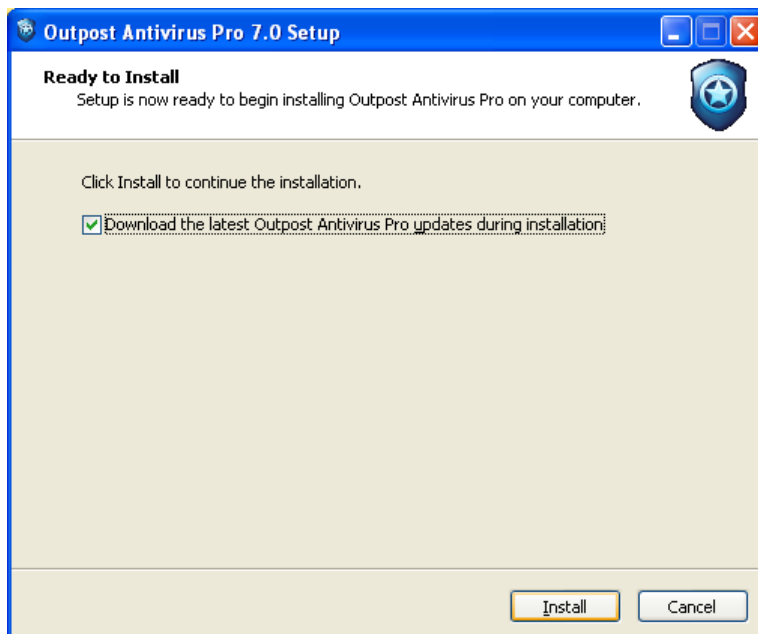 Outpost Antivirus Pro 7.0 Setup
Ready to Install
Setup is now ready to begin installing Outpost Antivirus Pro on your computer.
Click Install to continue the installation.
Download the latest Outpost Antivirus Pro updates during installation
Install
Cancel